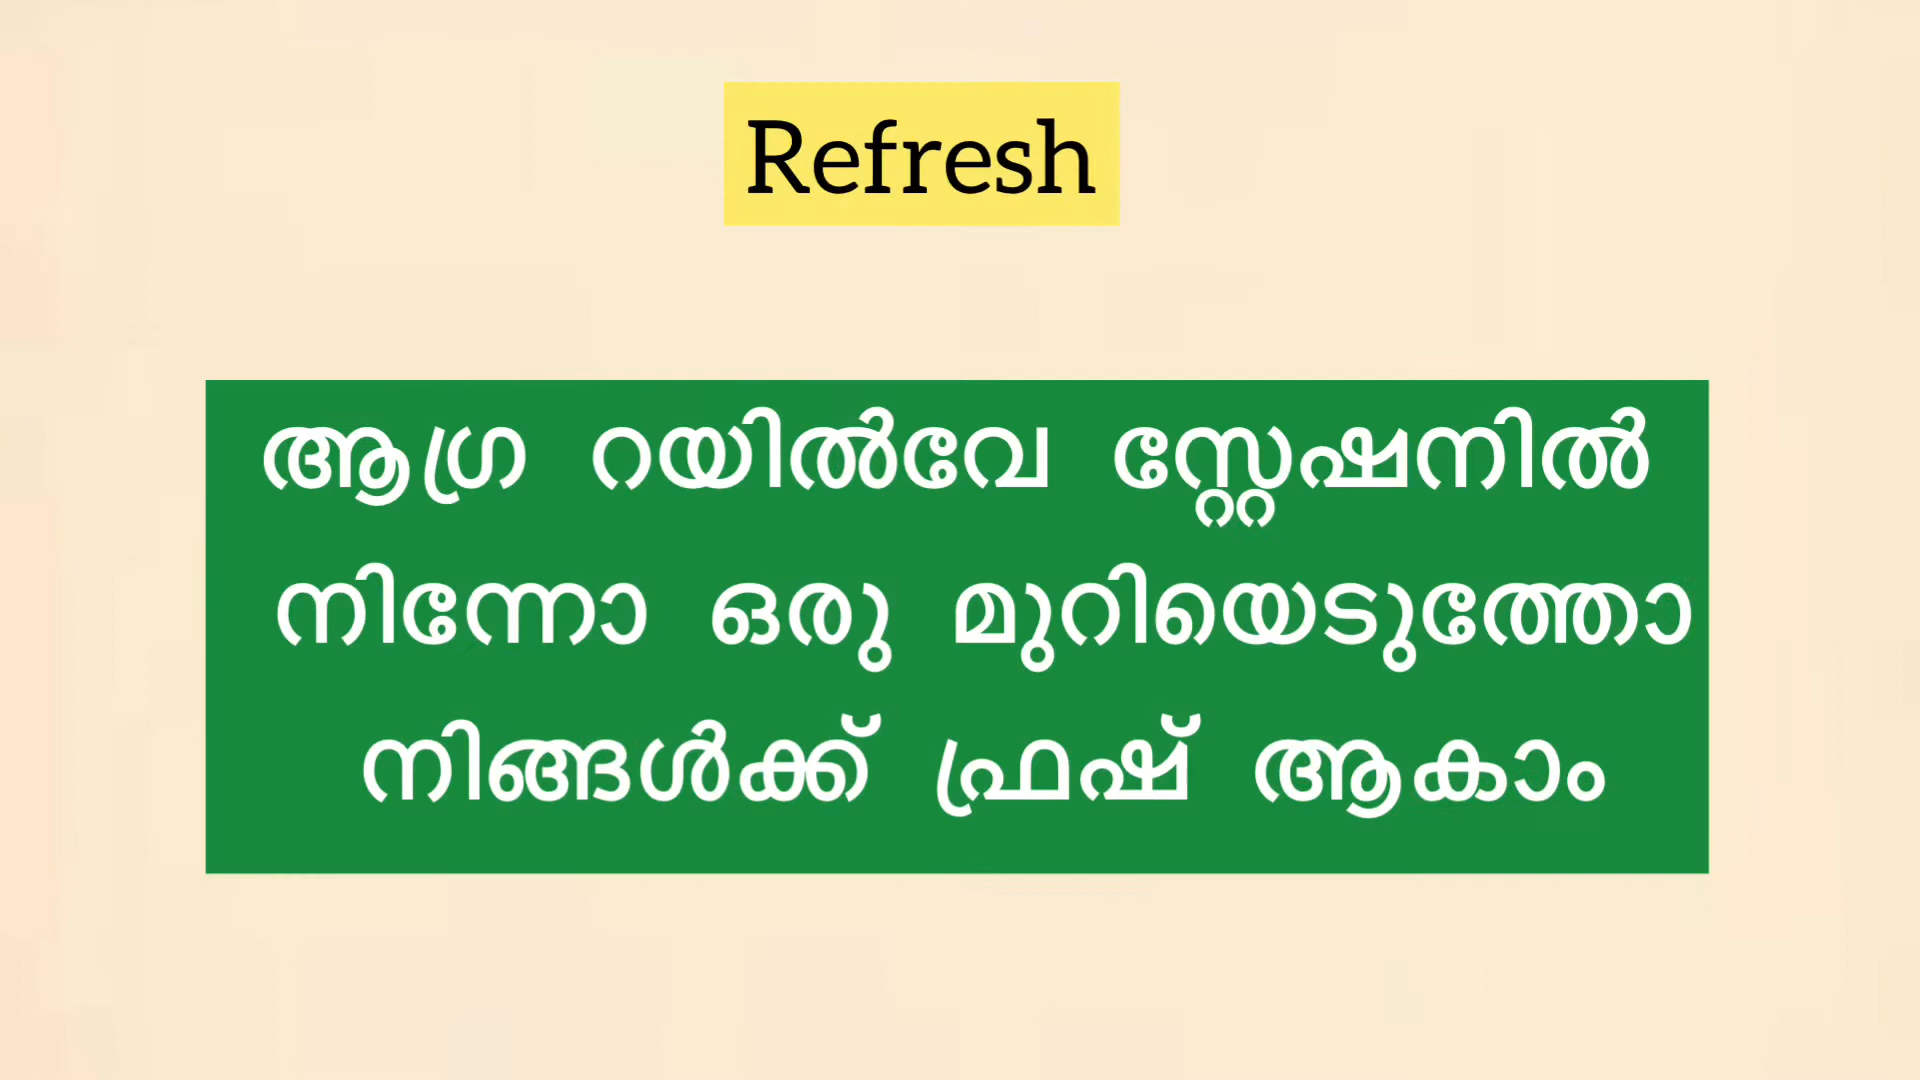 Refresh
ആഗ്ര റയിൽവേ സ്റ്റേഷനിൽ
നിന്നോ ഒരു മുറിയെടുത്തോ
നിങ്ങൾക്ക് ഫ്രഷ് ആകാം